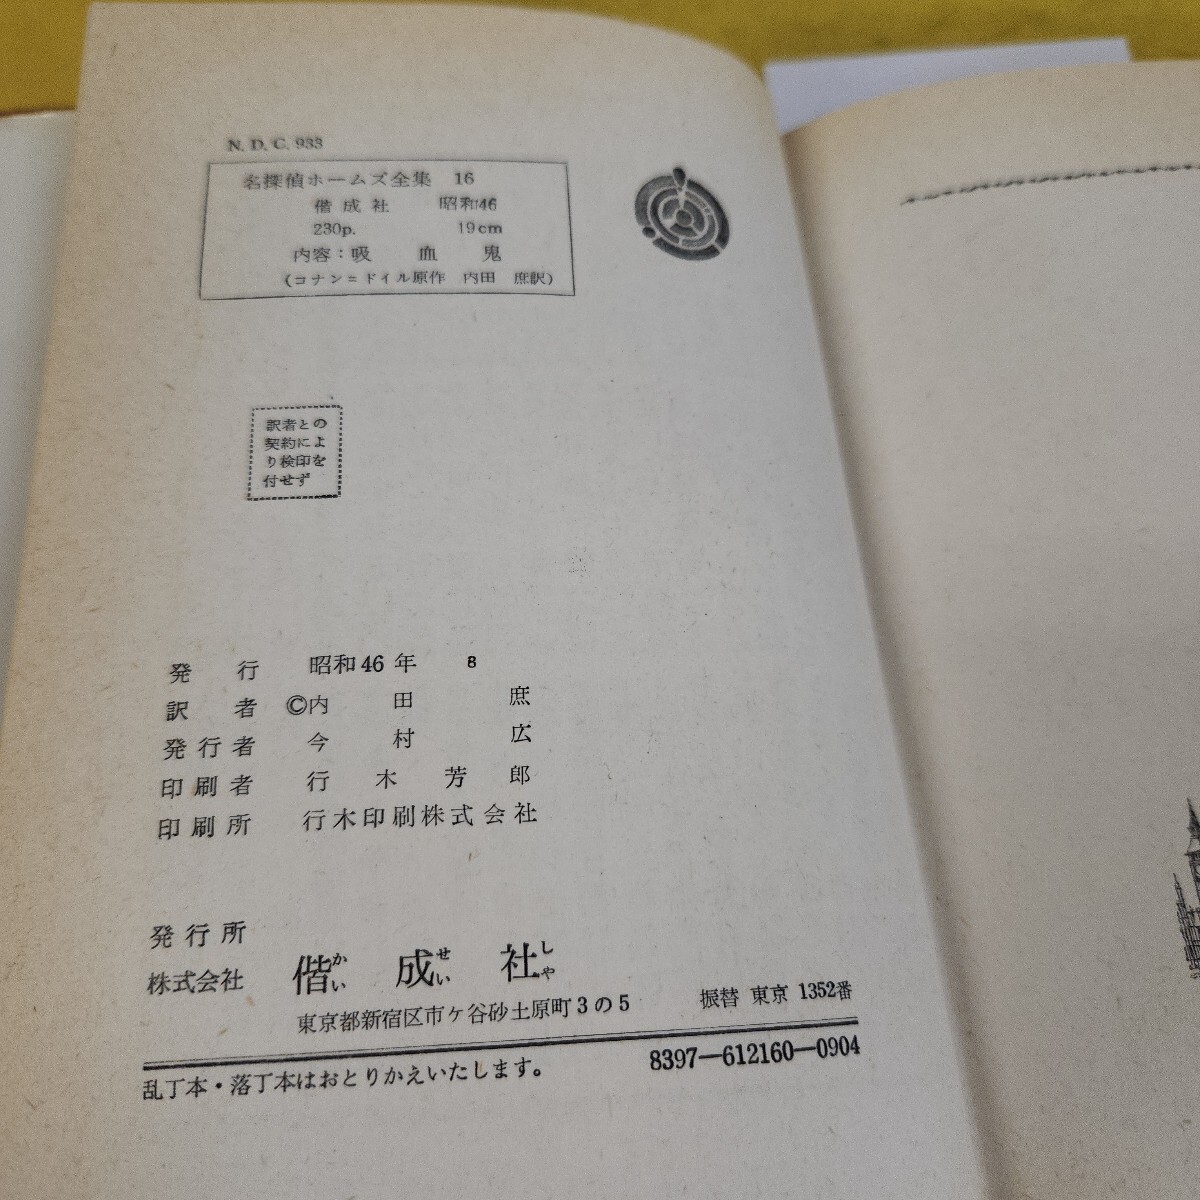 N. D. C. 933
名探偵ホームズ全集 16
偕成社 昭和46
230p. 19cm
内容：吸血鬼
(コナン＝ドイル原作 内田 庶訳)
訳者との
契約によ
り検印を
付せず
発行 昭和46年 8
訳者 ©内田庶
発行者 今村広
印刷者 行木芳郎
印刷所 行木印刷株式会社
発行所
株式会社 偕成社
かいせいしや
東京都新宿区市ケ谷砂土原町3の5 振替 東京 1352番
乱丁本・落丁本はおとりかえいたします。 8397—612160—0904